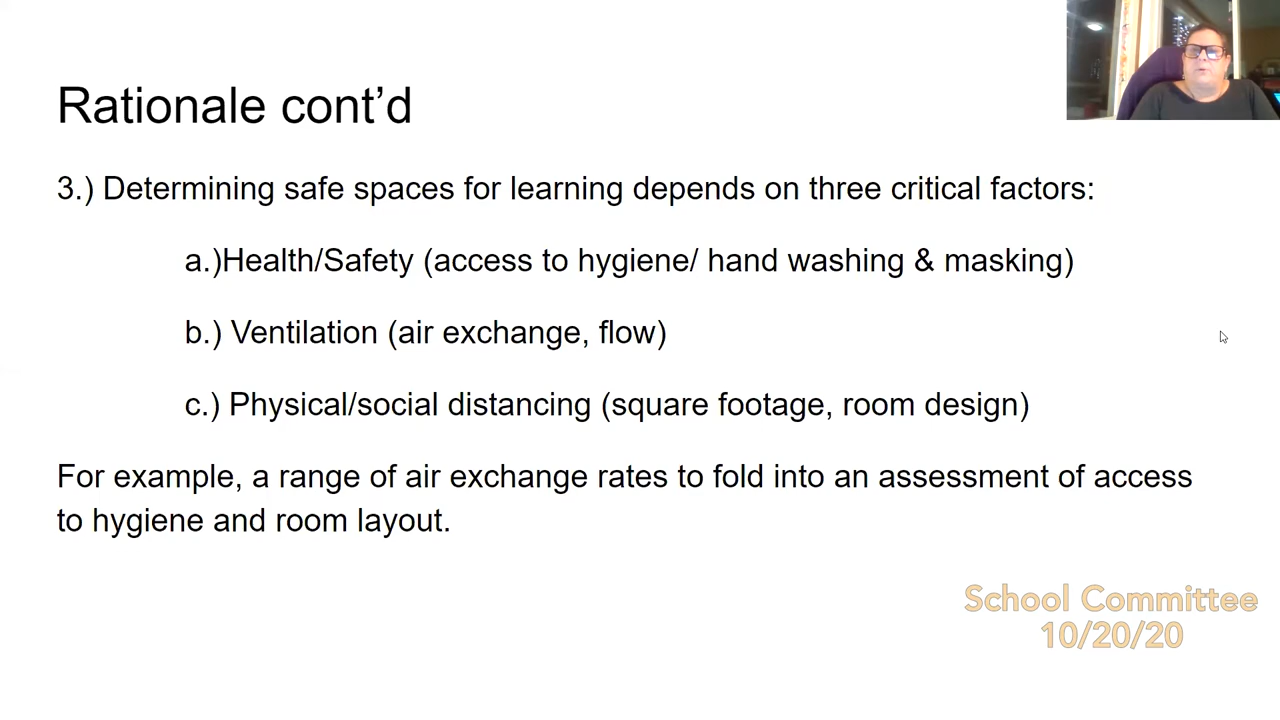 Rationale cont’d
3.) Determining safe spaces for learning depends on three critical factors:
a.)Health/Safety (access to hygiene/ hand washing & masking)
b.) Ventilation (air exchange, flow)
c.) Physical/social distancing (square footage, room design)
For example, a range of air exchange rates to fold into an assessment of access
to hygiene and room layout.
School Committee
10/20/20